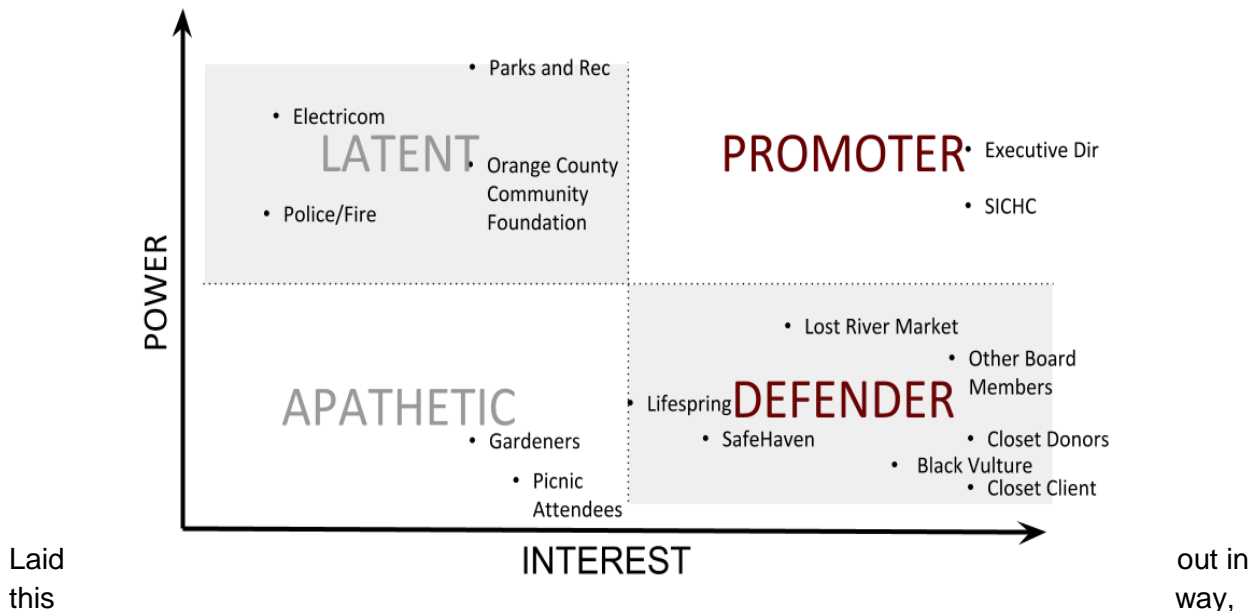 Parks and Rec
Electricom
LATENT
PROMOTER
Executive Dir
Orange County
Community
Foundation
Police/Fire
SICHC
POWER
Lost River Market
Other Board
Members
APATHETIC
Lifespring
DEFENDER
Gardeners
SafeHaven
Closet Donors
Black Vulture
Picnic
Attendees
Closet Client
INTEREST
Laid out in
this way,